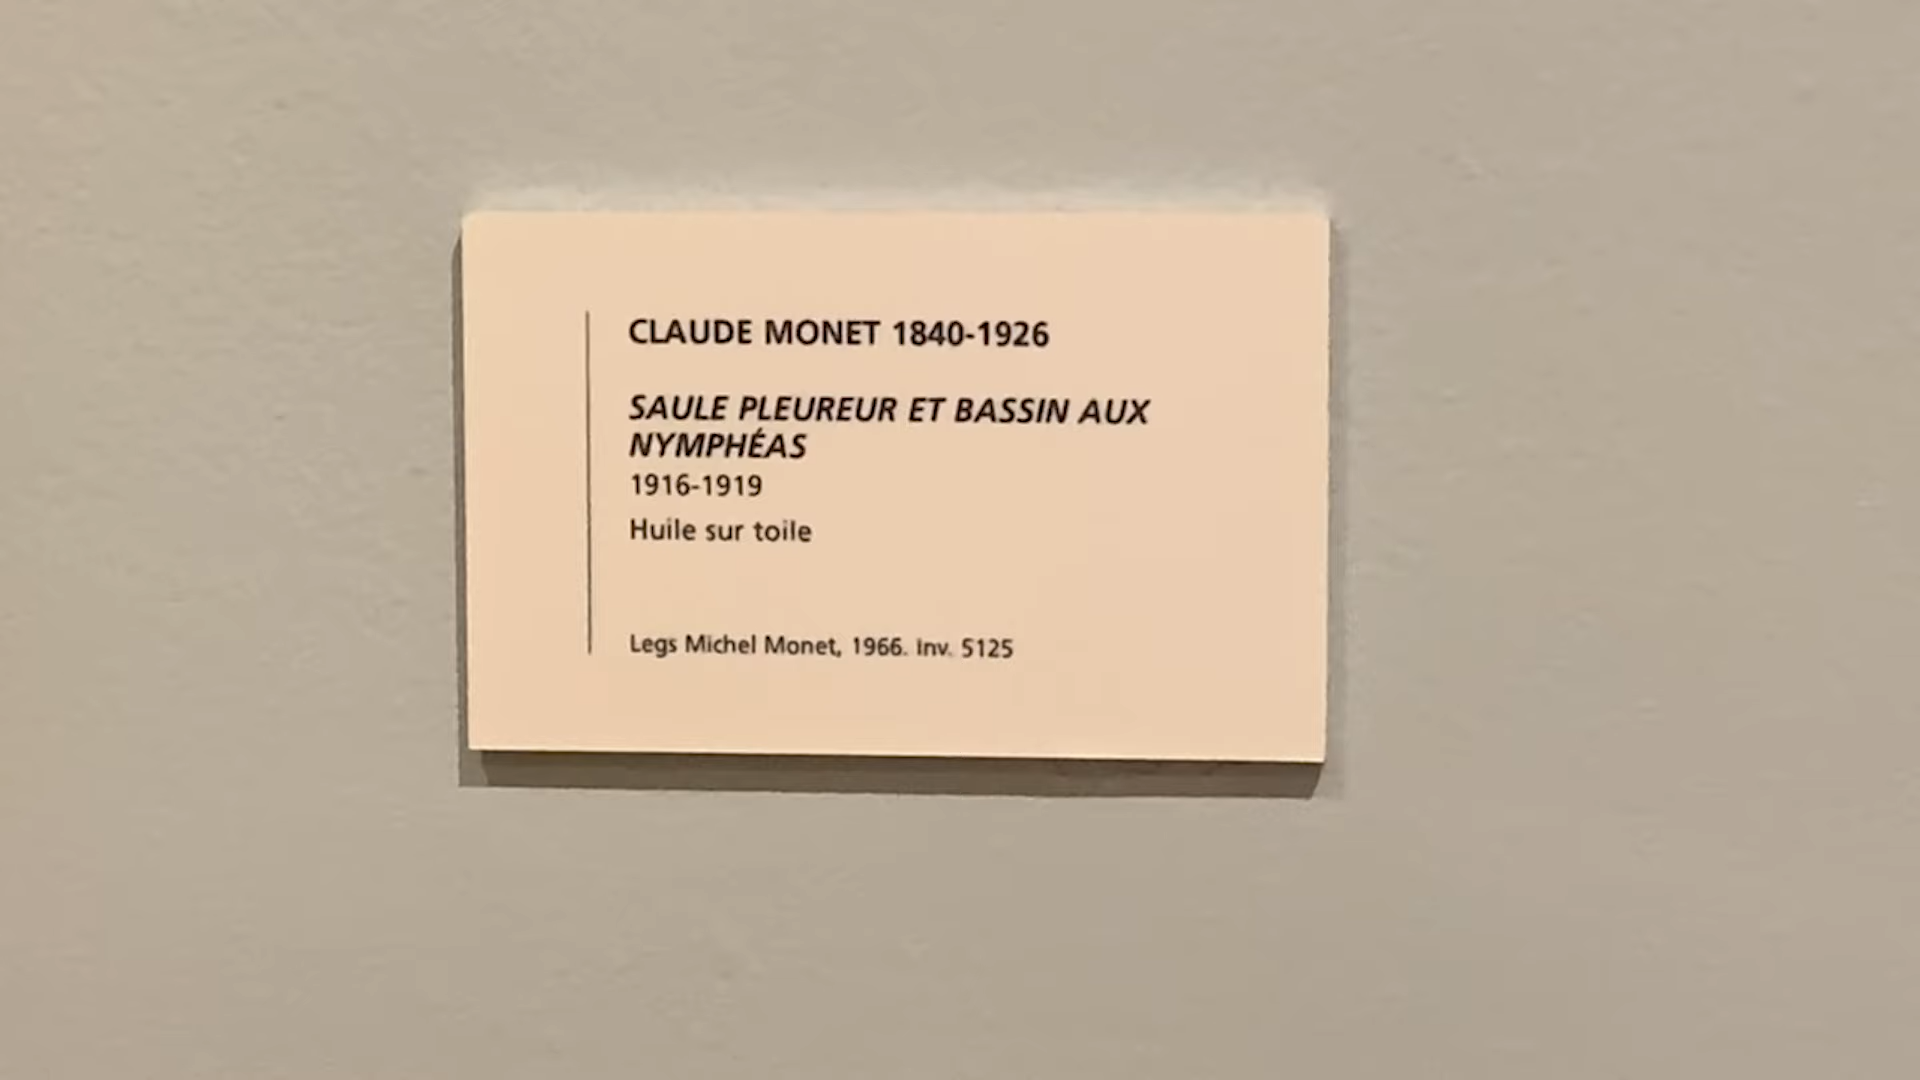 CLAUDE MONET 1840-1926
SAULE PLEUREUR ET BASSIN AUX
NYMPHÉAS
1916-1919
Huile sur toile
Legs Michel Monet, 1966. Inv. 5125